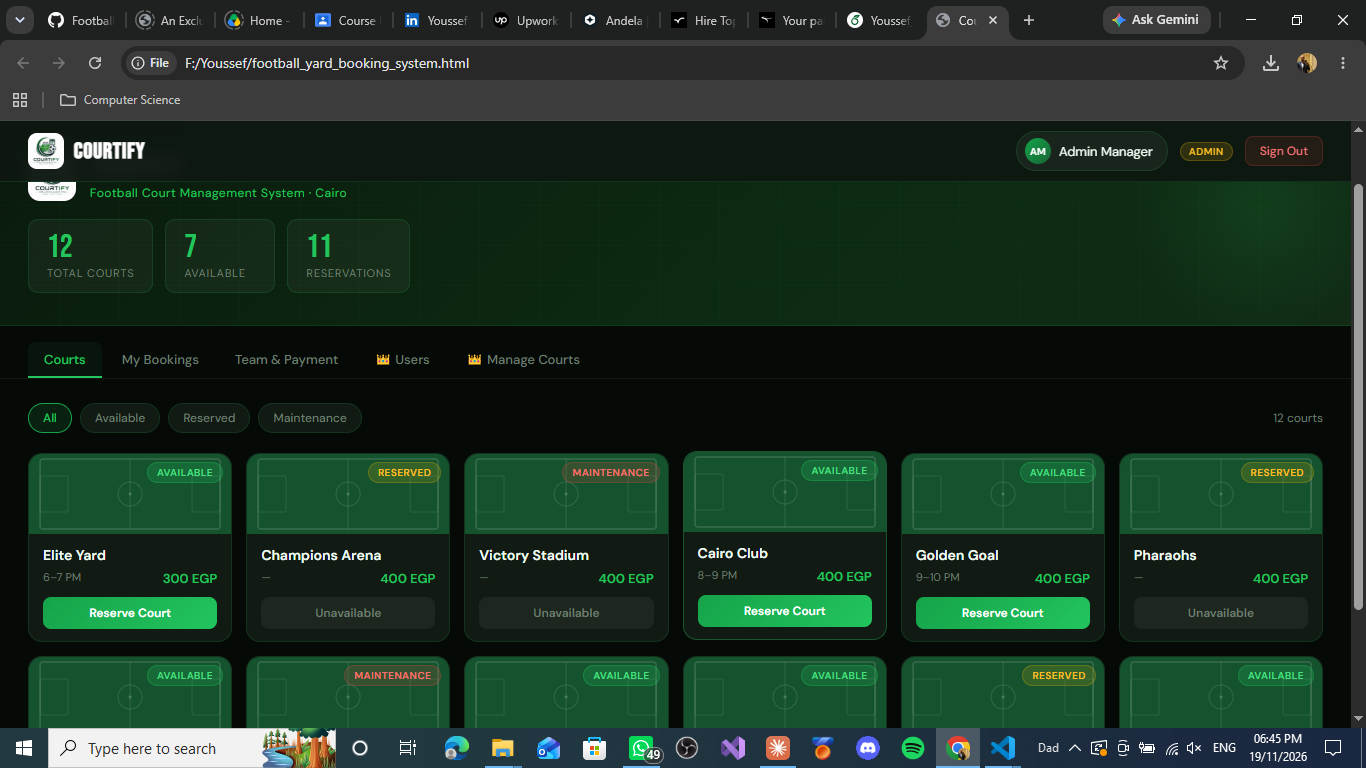 Football
An Exclu
Home -
Course
Youssef
Upwork
Andela
Hire Top
Your pa
Youssef
Cou
Ask Gemini
File
F:/Youssef/football_yard_booking_system.html
Computer Science
COURTIFY
COURTIFY
AM
Admin Manager
ADMIN
Sign Out
COURTIFY
Football Court Management System · Cairo
12
7
11
TOTAL COURTS
AVAILABLE
RESERVATIONS
Courts
My Bookings
Team & Payment
Users
Manage Courts
All
Available
Reserved
Maintenance
12 courts
AVAILABLE
RESERVED
MAINTENANCE
AVAILABLE
AVAILABLE
RESERVED
Elite Yard
Champions Arena
Victory Stadium
Cairo Club
Golden Goal
Pharaohs
6–7 PM
300 EGP
—
400 EGP
—
400 EGP
8–9 PM
400 EGP
9–10 PM
400 EGP
—
400 EGP
Reserve Court
Unavailable
Unavailable
Reserve Court
Reserve Court
Unavailable
AVAILABLE
MAINTENANCE
AVAILABLE
AVAILABLE
RESERVED
AVAILABLE
Type here to search
49
Dad
ENG
06:45 PM
19/11/2026